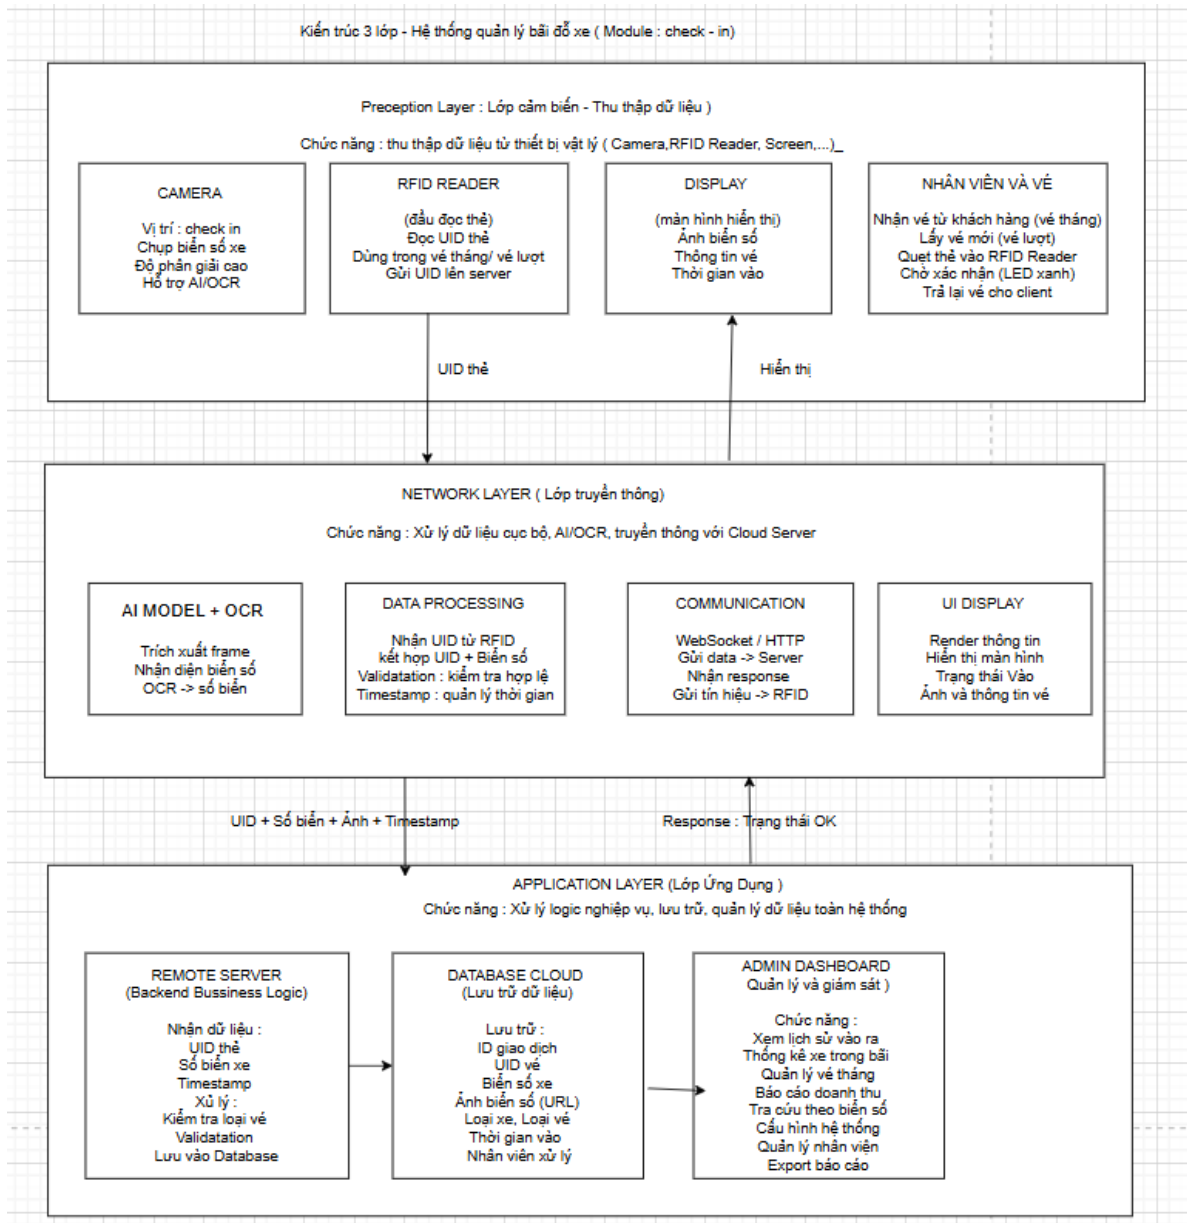 Kiến trúc 3 lớp - Hệ thống quản lý bãi đỗ xe ( Module : check - in)
Preception Layer : Lớp cảm biến - Thu thập dữ liệu )
Chức năng : thu thập dữ liệu từ thiết bị vật lý ( Camera,RFID Reader, Screen,...)_
CAMERA
Vị trí : check in
Chụp biển số xe
Độ phân giải cao
Hổ trợ AI/OCR
RFID READER
(đầu đọc thẻ)
Đọc UID thẻ
Dùng trong vé tháng/ vé lượt
Gửi UID lên server
DISPLAY
(màn hình hiển thị)
Ảnh biển số
Thông tin vé
Thời gian vào
NHÂN VIÊN VÀ VÉ
Nhận vé từ khách hàng (vé tháng)
Lấy vé mới (vé lượt)
Quẹt thẻ vào RFID Reader
Chờ xác nhận (LED xanh)
Trả lại vé cho client
UID thẻ
Hiển thị
NETWORK LAYER ( Lớp truyền thông)
Chức năng : Xử lý dữ liệu cục bộ, AI/OCR, truyền thông với Cloud Server
AI MODEL + OCR
Trích xuất frame
Nhận diện biển số
OCR -> số biển
DATA PROCESSING
Nhận UID từ RFID
kết hợp UID + Biển số
Validatation : kiểm tra hợp lệ
Timestamp : quản lý thời gian
COMMUNICATION
WebSocket / HTTP
Gửi data -> Server
Nhận response
Gửi tín hiệu -> RFID
UI DISPLAY
Render thông tin
Hiển thị màn hình
Trạng thái Vào
Ảnh và thông tin vé
UID + Số biển + Ảnh + Timestamp
Response : Trạng thái OK
APPLICATION LAYER (Lớp Ứng Dụng )
Chức năng : Xử lý logic nghiệp vụ, lưu trữ, quản lý dữ liệu toàn hệ thống
REMOTE SERVER
(Backend Bussiness Logic)
Nhận dữ liệu :
UID thẻ
Số biển xe
Timestamp
Xủ lý :
Kiểm tra loại vé
Validatation
Lưu vào Database
DATABASE CLOUD
(Lưu trữ dữ liệu)
Lưu trữ :
ID giao dịch
UID vé
Biển số xe
Ảnh biển số (URL)
Loại xe, Loại vé
Thời gian vào
Nhân viên xử lý
ADMIN DASHBOARD
Quản lý và giám sát )
Chức năng :
Xem lịch sử vào ra
Thống kê xe trong bãi
Quản lý vé tháng
Báo cáo doanh thu
Tra cứu theo biển số
Cấu hình hệ thống
Quản lý nhân viện
Export báo cáo